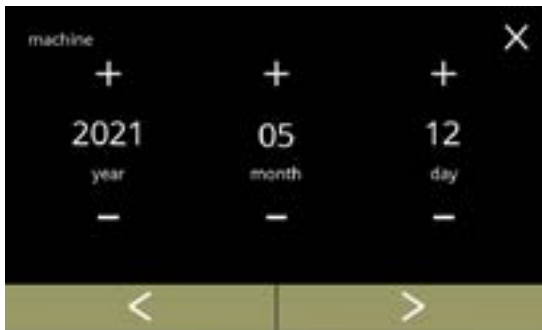 machine
+ + +
2021 05 12
year month day
- - -
< >